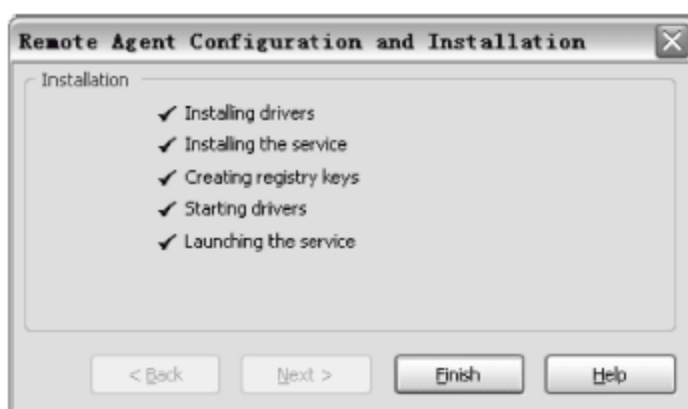 Remote Agent Configuration and Installation
Installation
✓ Installing drivers
✓ Installing the service
✓ Creating registry keys
✓ Starting drivers
✓ Launching the service
< Back Next > Finish Help